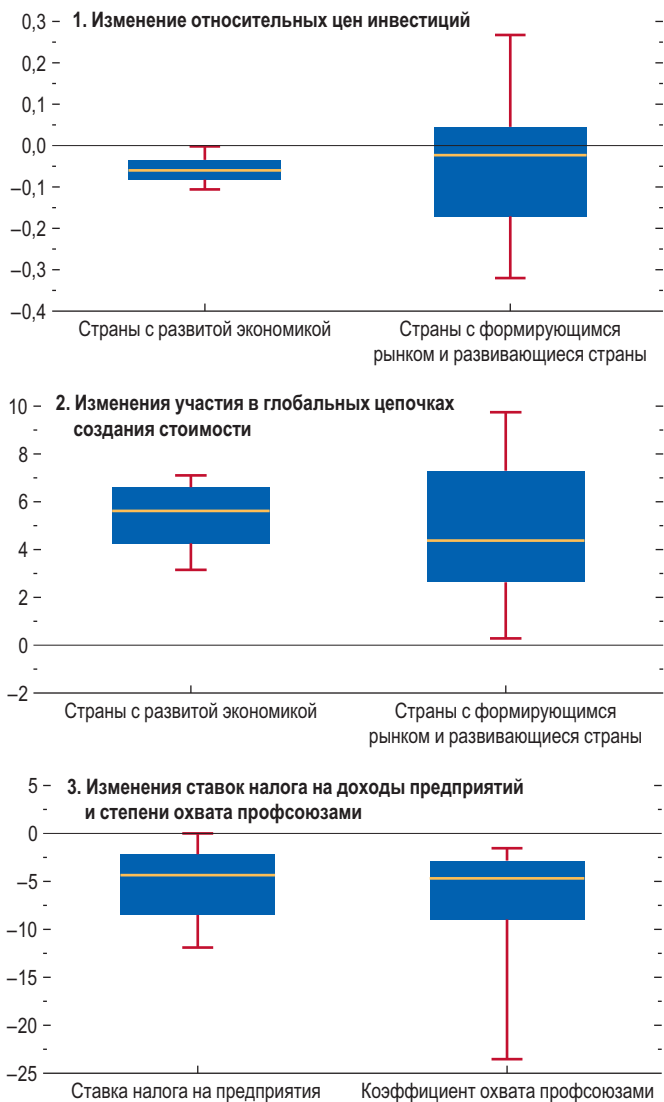 1. Изменение относительных цен инвестиций
0,3
0,2
0,1
0,0
–0,1
–0,2
–0,3
–0,4
Страны с развитой экономикой
Страны с формирующимся
рынком и развивающиеся страны
2. Изменения участия в глобальных цепочках
создания стоимости
10
8
6
4
2
0
–2
Страны с развитой экономикой
Страны с формирующимся
рынком и развивающиеся страны
3. Изменения ставок налога на доходы предприятий
и степени охвата профсоюзами
5
0
–5
–10
–15
–20
–25
Ставка налога на предприятия
Коэффициент охвата профсоюзами